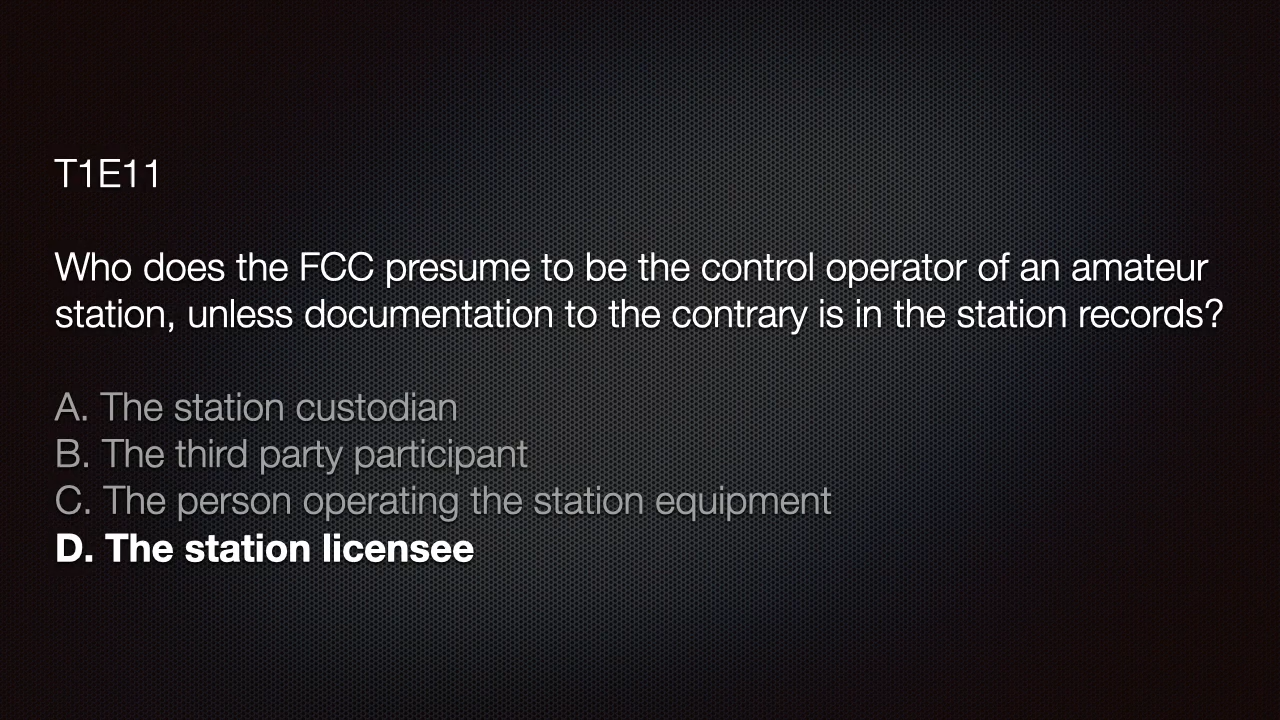 T1E11
Who does the FCC presume to be the control operator of an amateur
station, unless documentation to the contrary is in the station records?
A. The station custodian
B. The third party participant
C. The person operating the station equipment
D. The station licensee